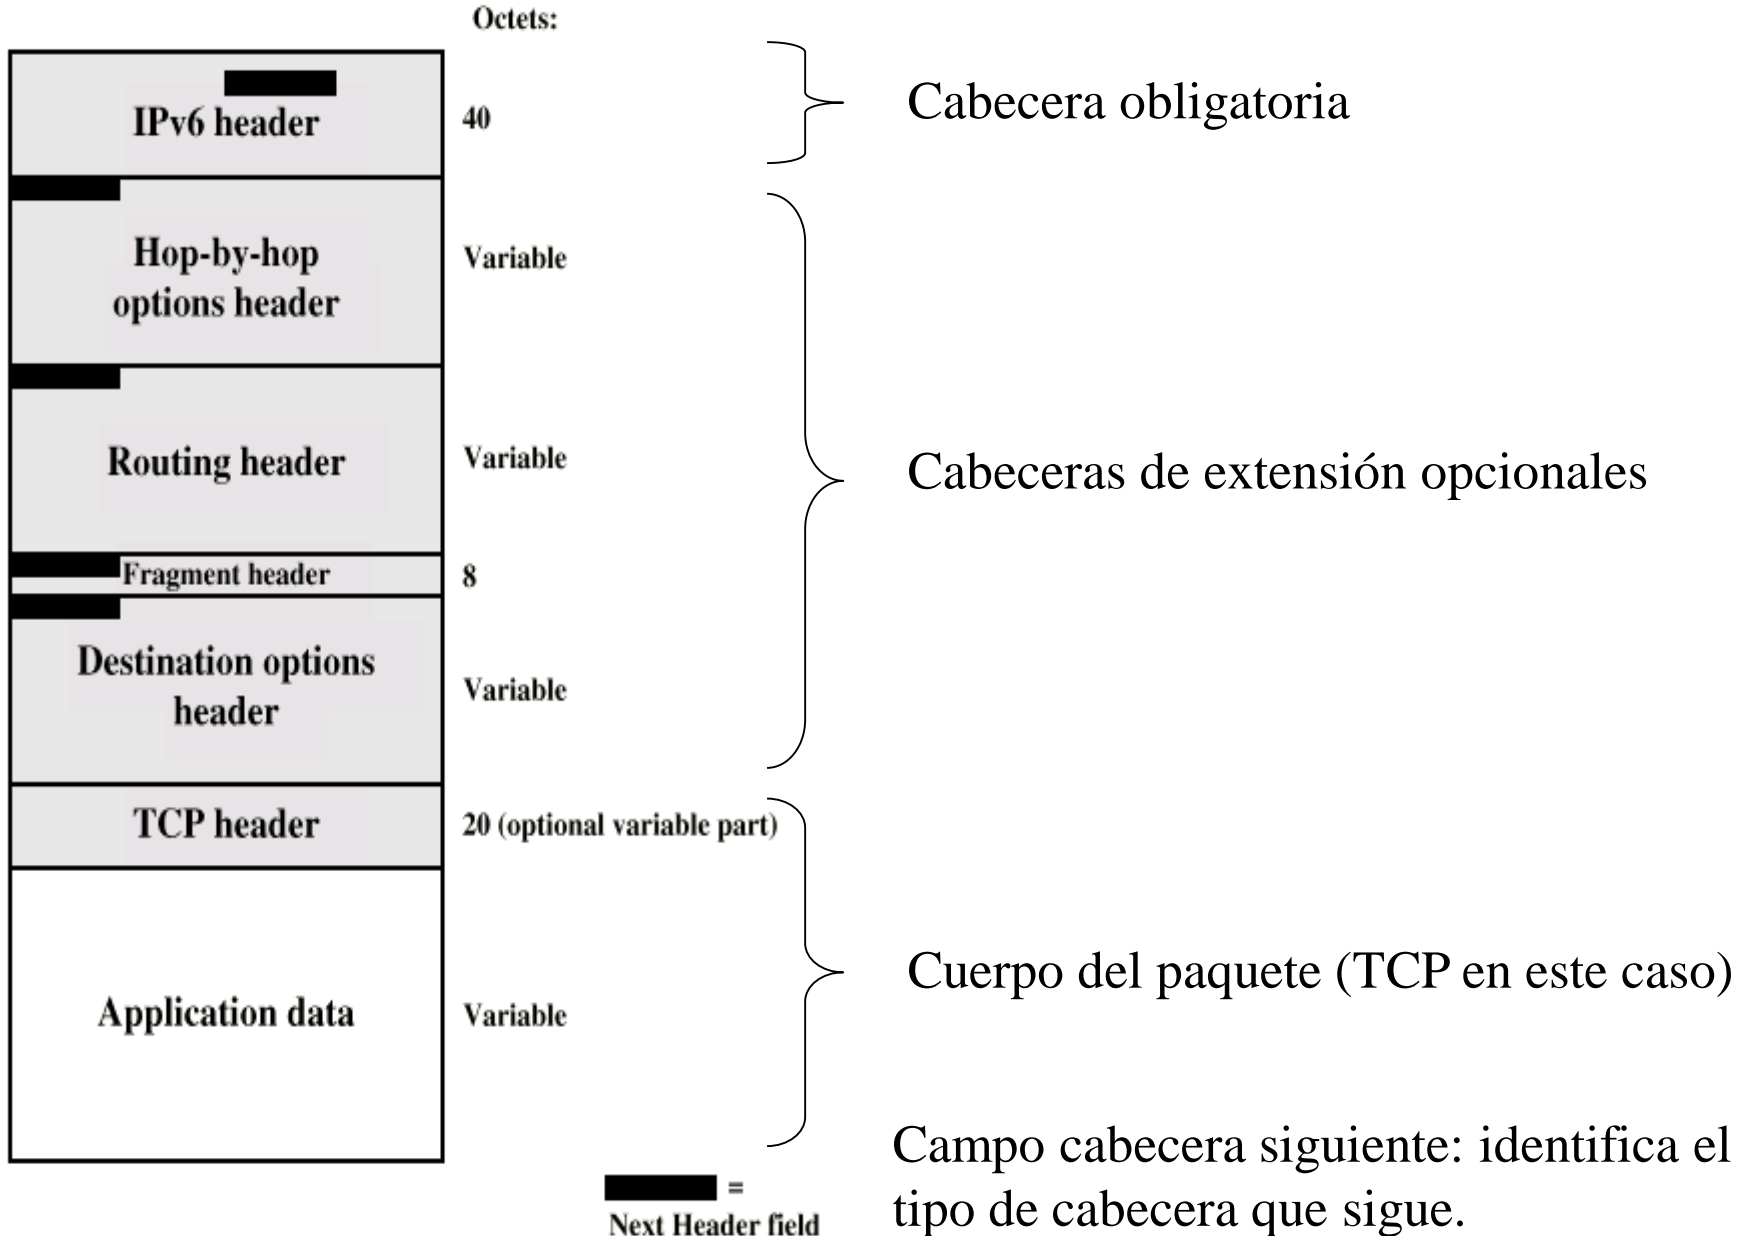 Octets:
IPv6 header
40
Cabecera obligatoria
Hop-by-hop
options header
Variable
Routing header
Variable
Cabeceras de extensión opcionales
Fragment header
8
Destination options
header
Variable
TCP header
20 (optional variable part)
Application data
Variable
Cuerpo del paquete (TCP en este caso)
=
Next Header field
Campo cabecera siguiente: identifica el
tipo de cabecera que sigue.